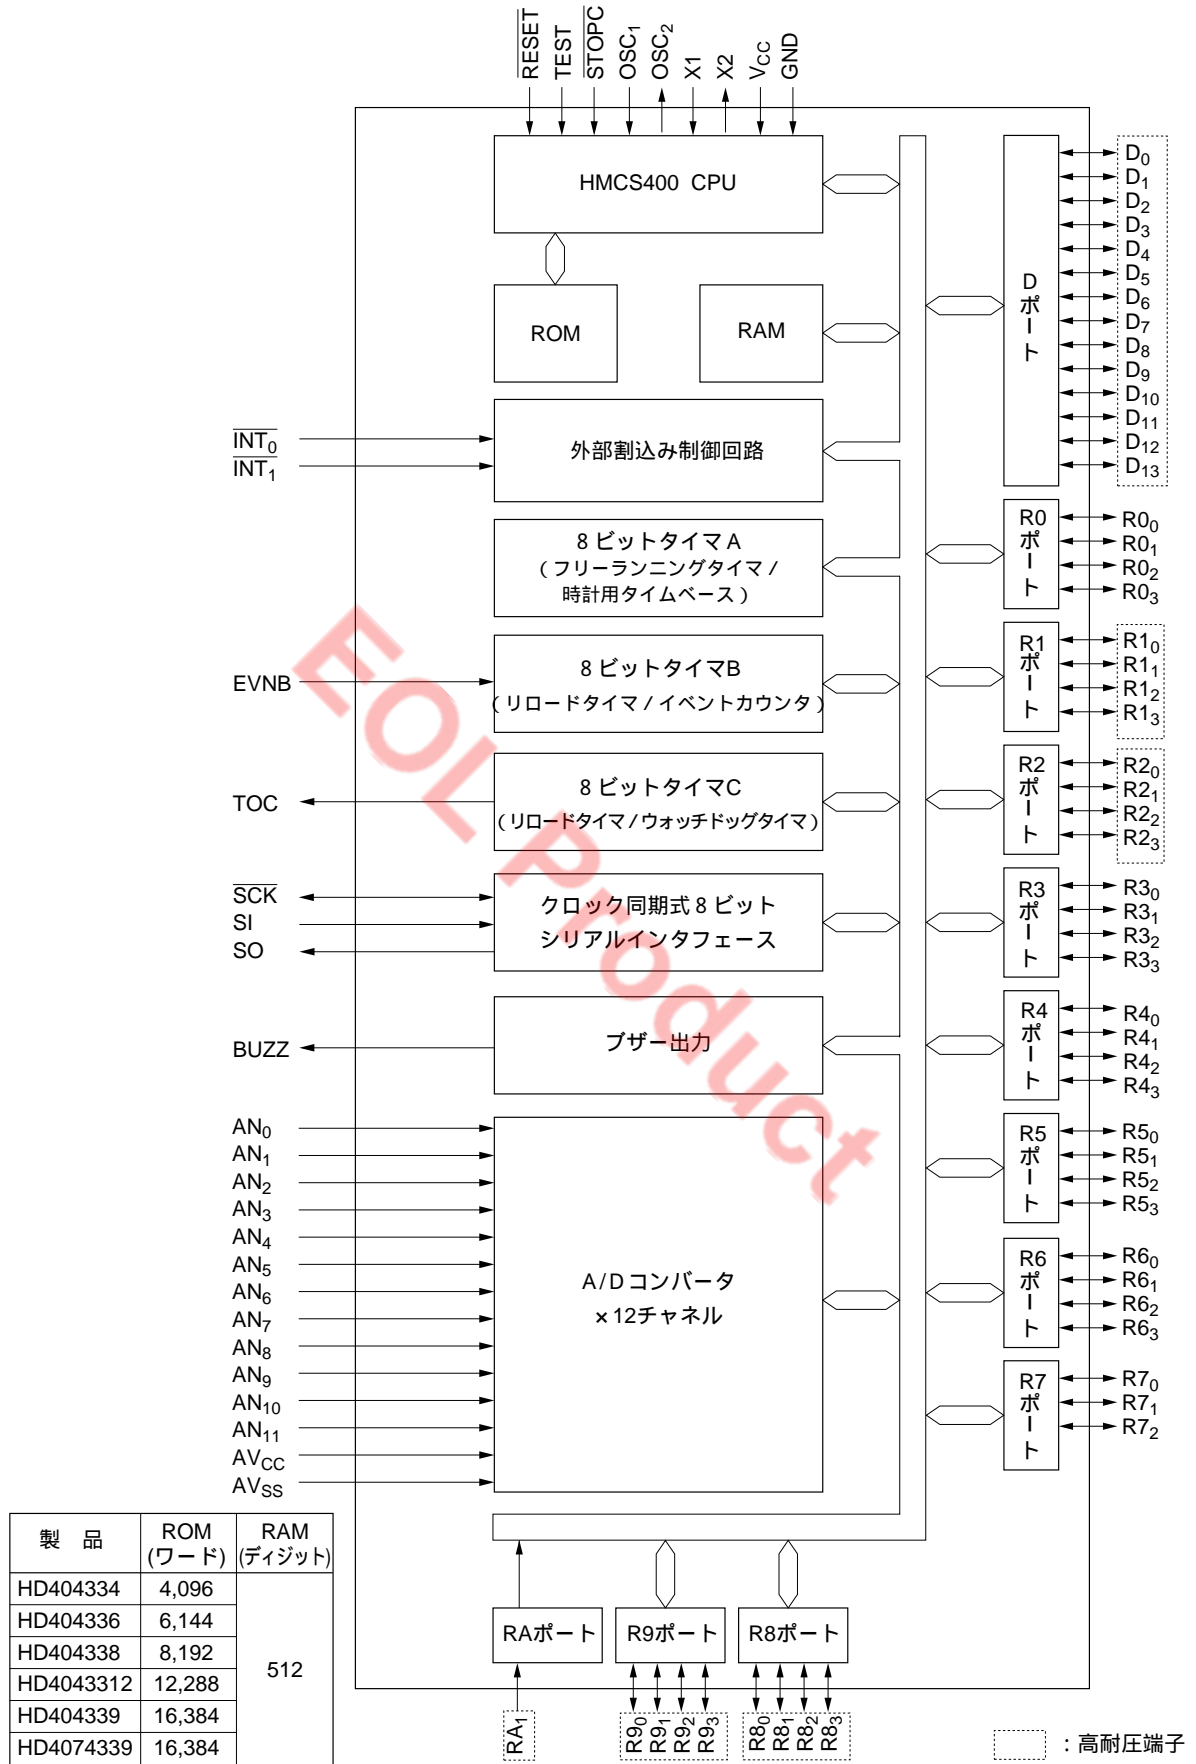 RESET
TEST
STOPC
OSC1
OSC2
X1
X2
VCC
GND
HMCS400 CPU
ROM
RAM
外部割込み制御回路
INT0
INT1
8ビットタイマA
(フリーランニングタイマ/
時計用タイムベース)
EVNB
8ビットタイマB
(リロードタイマ/イベントカウンタ)
TOC
8ビットタイマC
(リロードタイマ/ウォッチドッグタイマ)
SCK
SI
SO
クロック同期式8ビット
シリアルインタフェース
BUZZ
ブザー出力
AN0
AN1
AN2
AN3
AN4
AN5
AN6
AN7
AN8
AN9
AN10
AN11
AVCC
AVSS
A/Dコンバータ
×12チャネル
Dポート
D0
D1
D2
D3
D4
D5
D6
D7
D8
D9
D10
D11
D12
D13
R0ポート
R00
R01
R02
R03
R1ポート
R10
R11
R12
R13
R2ポート
R20
R21
R22
R23
R3ポート
R30
R31
R32
R33
R4ポート
R40
R41
R42
R43
R5ポート
R50
R51
R52
R53
R6ポート
R60
R61
R62
R63
R7ポート
R70
R71
R72
RAポート
R9ポート
R8ポート
RA1
R90
R91
R92
R93
R80
R81
R82
R83
製 品 ROM (ワード) RAM (ディジット)
HD404334 4,096
HD404336 6,144
HD404338 8,192
512
HD4043312 12,288
HD404339 16,384
HD4074339 16,384
:高耐圧端子
EOL Product